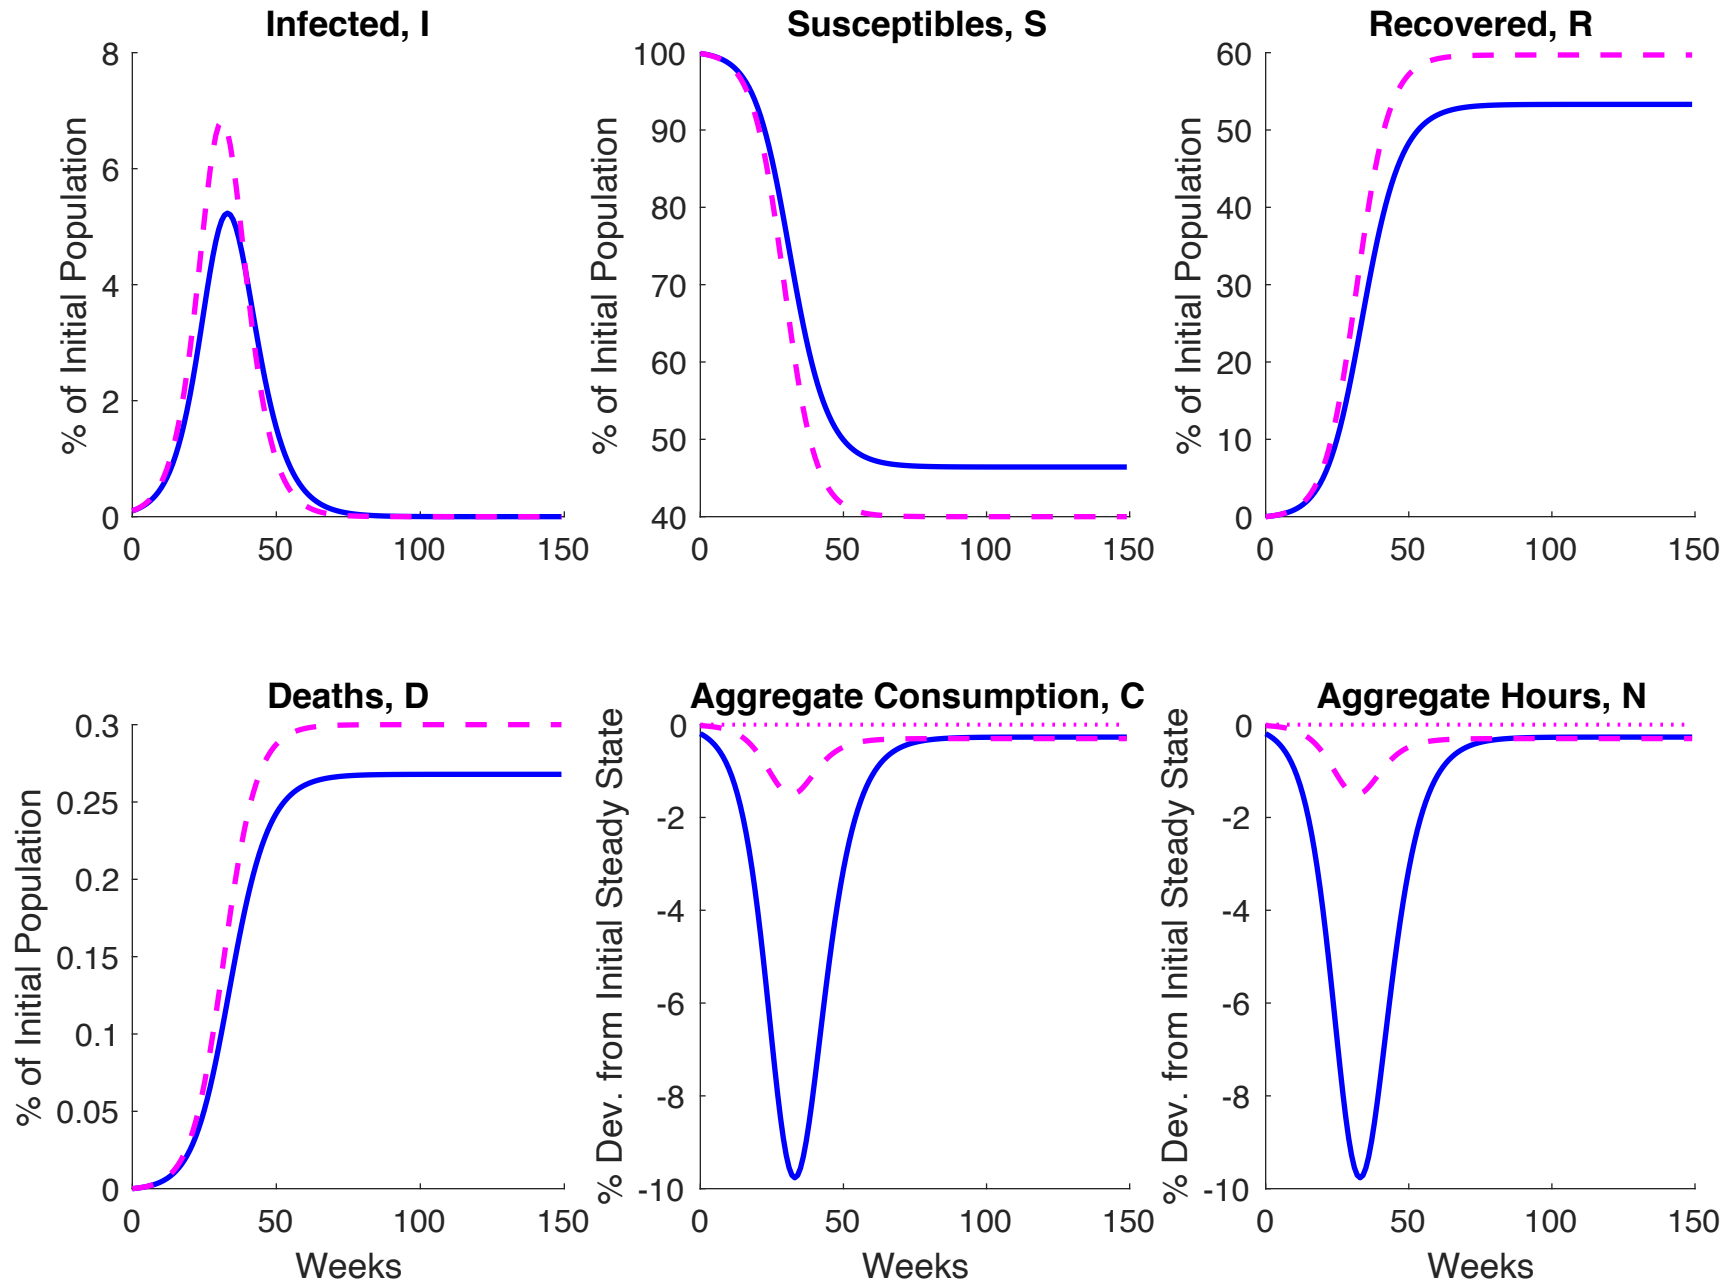 Infected, I
% of Initial Population
8
6
4
2
0
0 50 100 150
Susceptibles, S
% of Initial Population
100
90
80
70
60
50
40
0 50 100 150
Recovered, R
% of Initial Population
60
50
40
30
20
10
0
0 50 100 150
Deaths, D
% of Initial Population
0.3
0.25
0.2
0.15
0.1
0.05
0
0 50 100 150
Weeks
Aggregate Consumption, C
% Dev. from Initial Steady State
0
-2
-4
-6
-8
-10
0 50 100 150
Weeks
Aggregate Hours, N
% Dev. from Initial Steady State
0
-2
-4
-6
-8
-10
0 50 100 150
Weeks